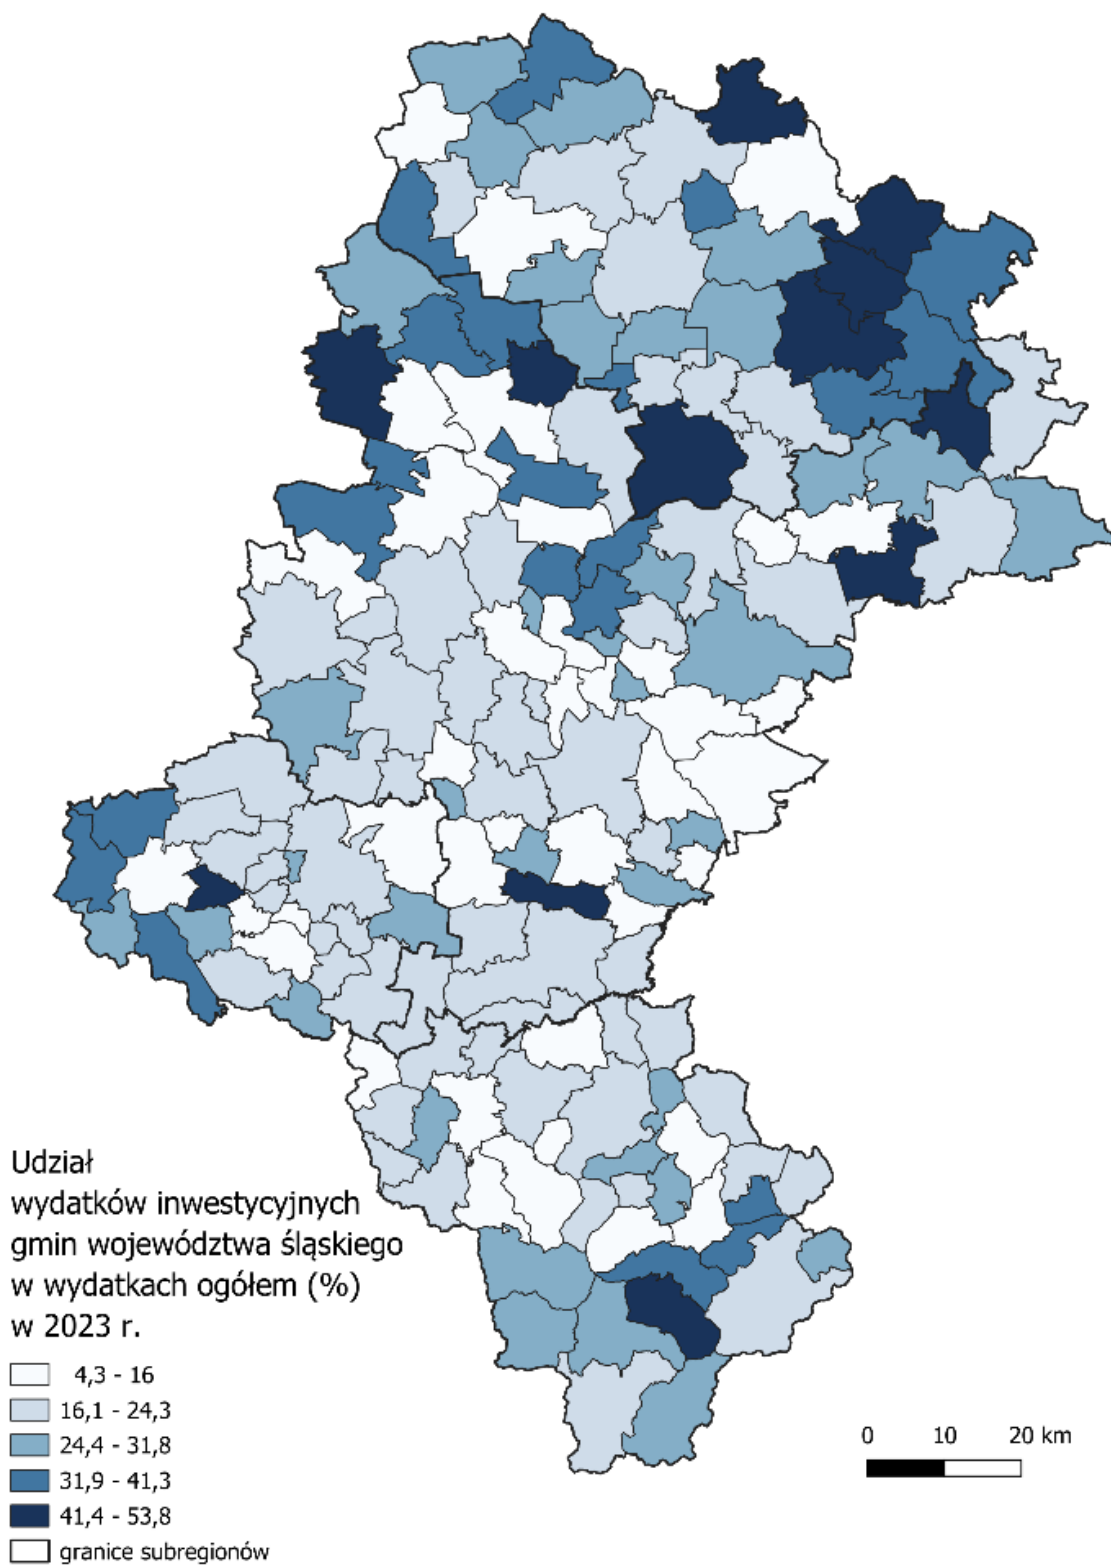 Udział
wydatków inwestycyjnych
gmin województwa śląskiego
w wydatkach ogółem (%)
w 2023 r.
4,3 - 16
16,1 - 24,3
24,4 - 31,8
31,9 - 41,3
41,4 - 53,8
granice subregionów
0 10 20 km